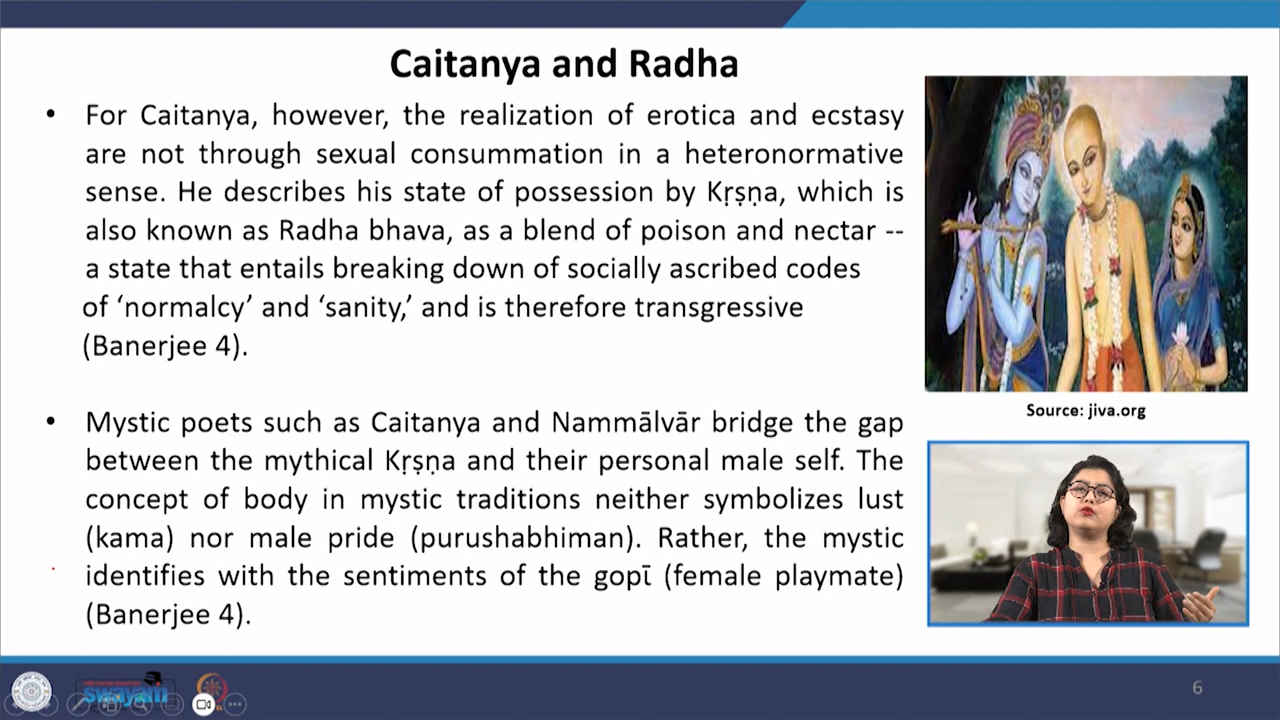 Caitanya and Radha
• For Caitanya, however, the realization of erotica and ecstasy
are not through sexual consummation in a heteronormative
sense. He describes his state of possession by Kṛṣṇa, which is
also known as Radha bhava, as a blend of poison and nectar --
a state that entails breaking down of socially ascribed codes
of ‘normalcy’ and ‘sanity,’ and is therefore transgressive
(Banerjee 4).
• Mystic poets such as Caitanya and Nammālvār bridge the gap
between the mythical Kṛṣṇa and their personal male self. The
concept of body in mystic traditions neither symbolizes lust
(kama) nor male pride (purushabhiman). Rather, the mystic
identifies with the sentiments of the gopī (female playmate)
(Banerjee 4).
Source: jiva.org
swayam
6